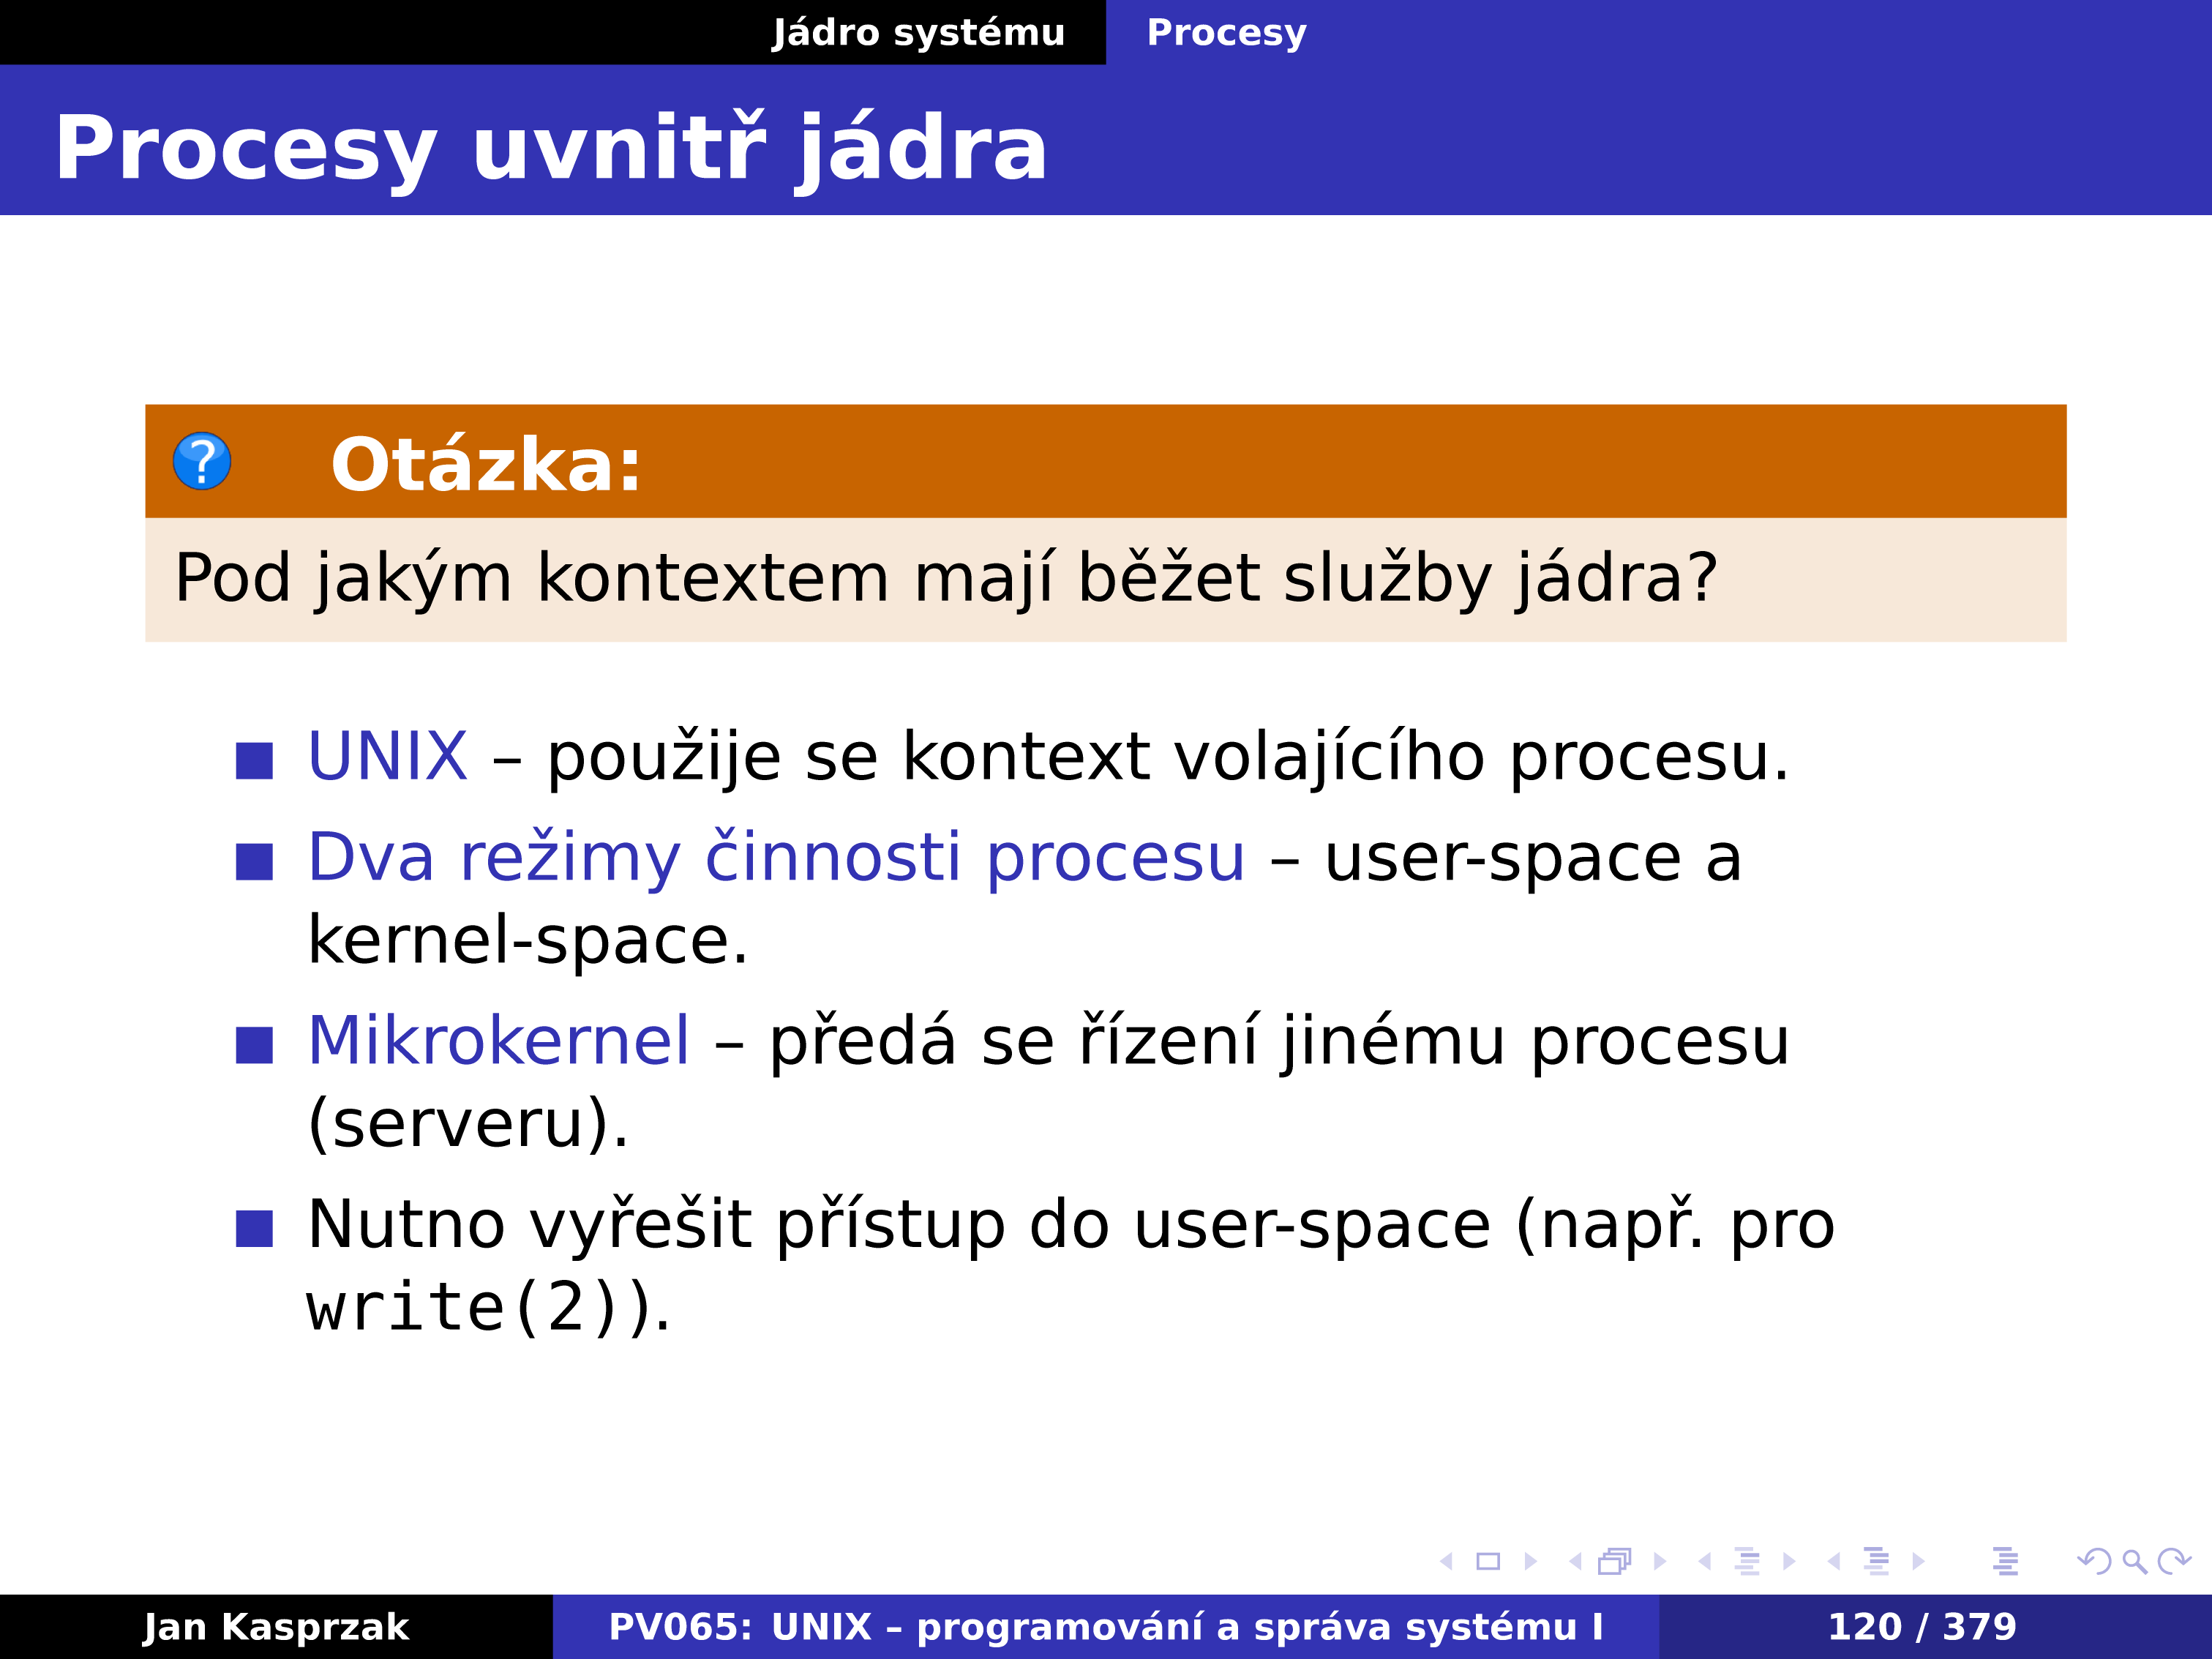 Jádro systému Procesy
Procesy uvnitř jádra
? Otázka:
Pod jakým kontextem mají běžet služby jádra?
UNIX – použije se kontext volajícího procesu.
Dva režimy činnosti procesu – user-space a
kernel-space.
Mikrokernel – předá se řízení jinému procesu
(serveru).
Nutno vyřešit přístup do user-space (např. pro
write(2)).
Jan Kasprzak PV065: UNIX – programování a správa systému I 120 / 379